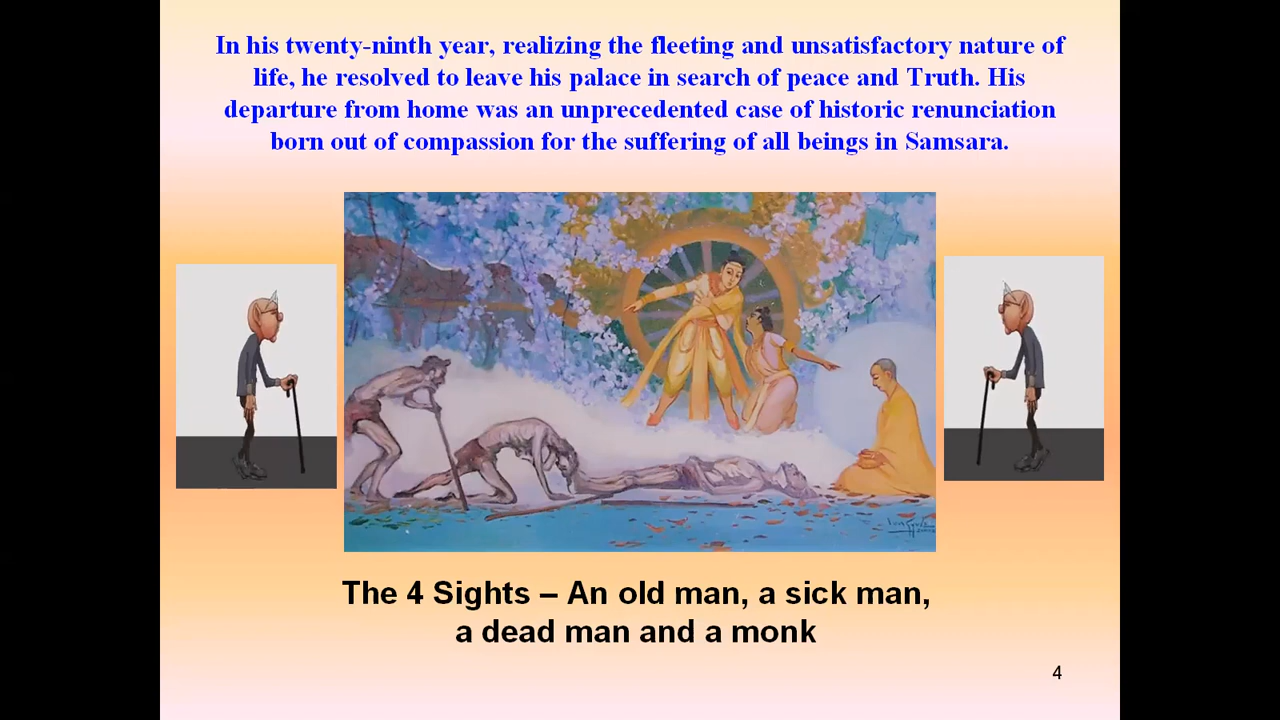 In his twenty-ninth year, realizing the fleeting and unsatisfactory nature of
life, he resolved to leave his palace in search of peace and Truth. His
departure from home was an unprecedented case of historic renunciation
born out of compassion for the suffering of all beings in Samsara.
The 4 Sights – An old man, a sick man,
a dead man and a monk
4